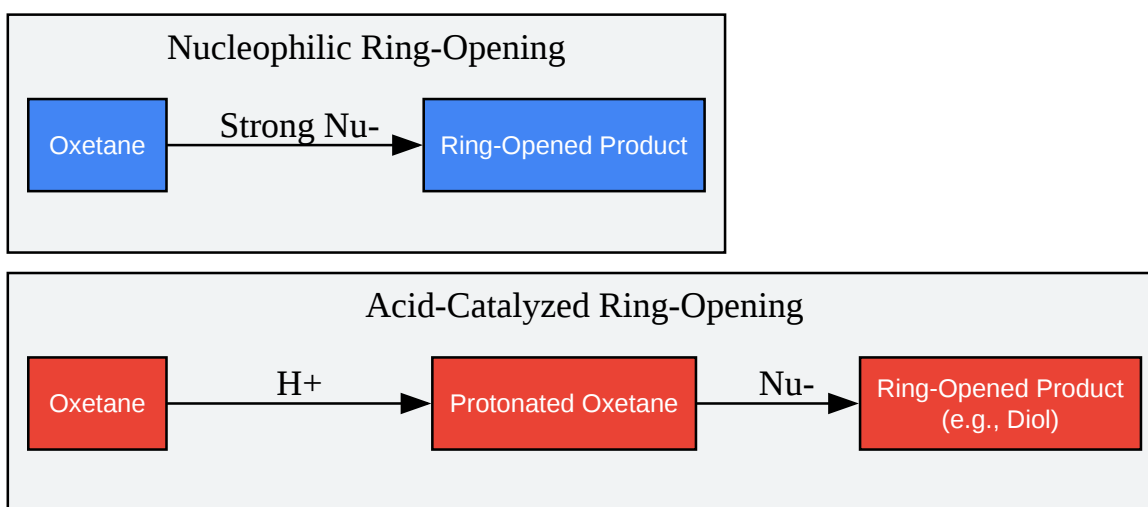 Nucleophilic Ring-Opening
Oxetane
Strong Nu-
Ring-Opened Product
Acid-Catalyzed Ring-Opening
Oxetane
H+
Protonated Oxetane
Nu-
Ring-Opened Product
(e.g., Diol)